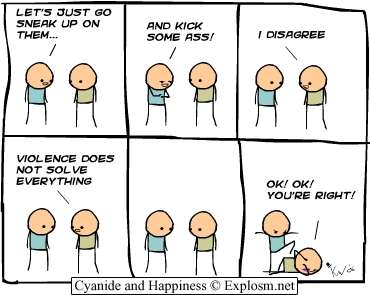 LET'S JUST GO
SNEAK UP ON
THEM...
AND KICK
SOME ASS!
I DISAGREE
VIOLENCE DOES
NOT SOLVE
EVERYTHING
OK! OK!
YOU'RE RIGHT!
Cyanide and Happiness © Explosm.net